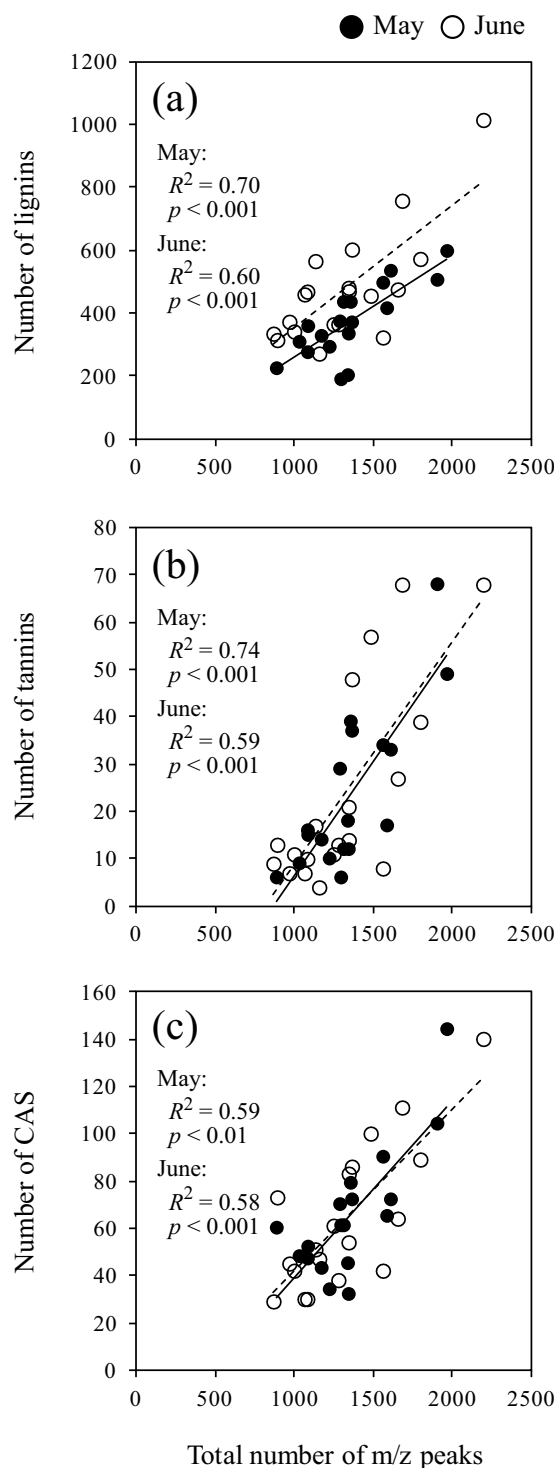 May June
1200
1000
800
600
400
200
0
Number of lignins
(a)
May:
R² = 0.70
p < 0.001
June:
R² = 0.60
p < 0.001
0 500 1000 1500 2000 2500
80
70
60
50
40
30
20
10
0
Number of tannins
(b)
May:
R² = 0.74
p < 0.001
June:
R² = 0.59
p < 0.001
0 500 1000 1500 2000 2500
160
140
120
100
80
60
40
20
0
Number of CAS
(c)
May:
R² = 0.59
p < 0.01
June:
R² = 0.58
p < 0.001
0 500 1000 1500 2000 2500
Total number of m/z peaks